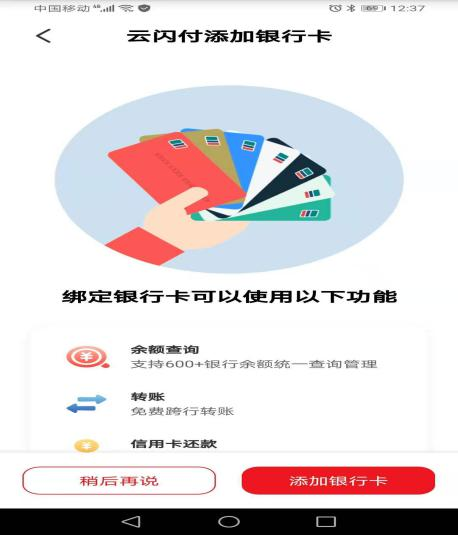 中国移动 4G 12:37
云闪付添加银行卡
绑定银行卡可以使用以下功能
余额查询
支持600+银行余额统一查询管理
转账
免费跨行转账
信用卡还款
稍后再说 添加银行卡